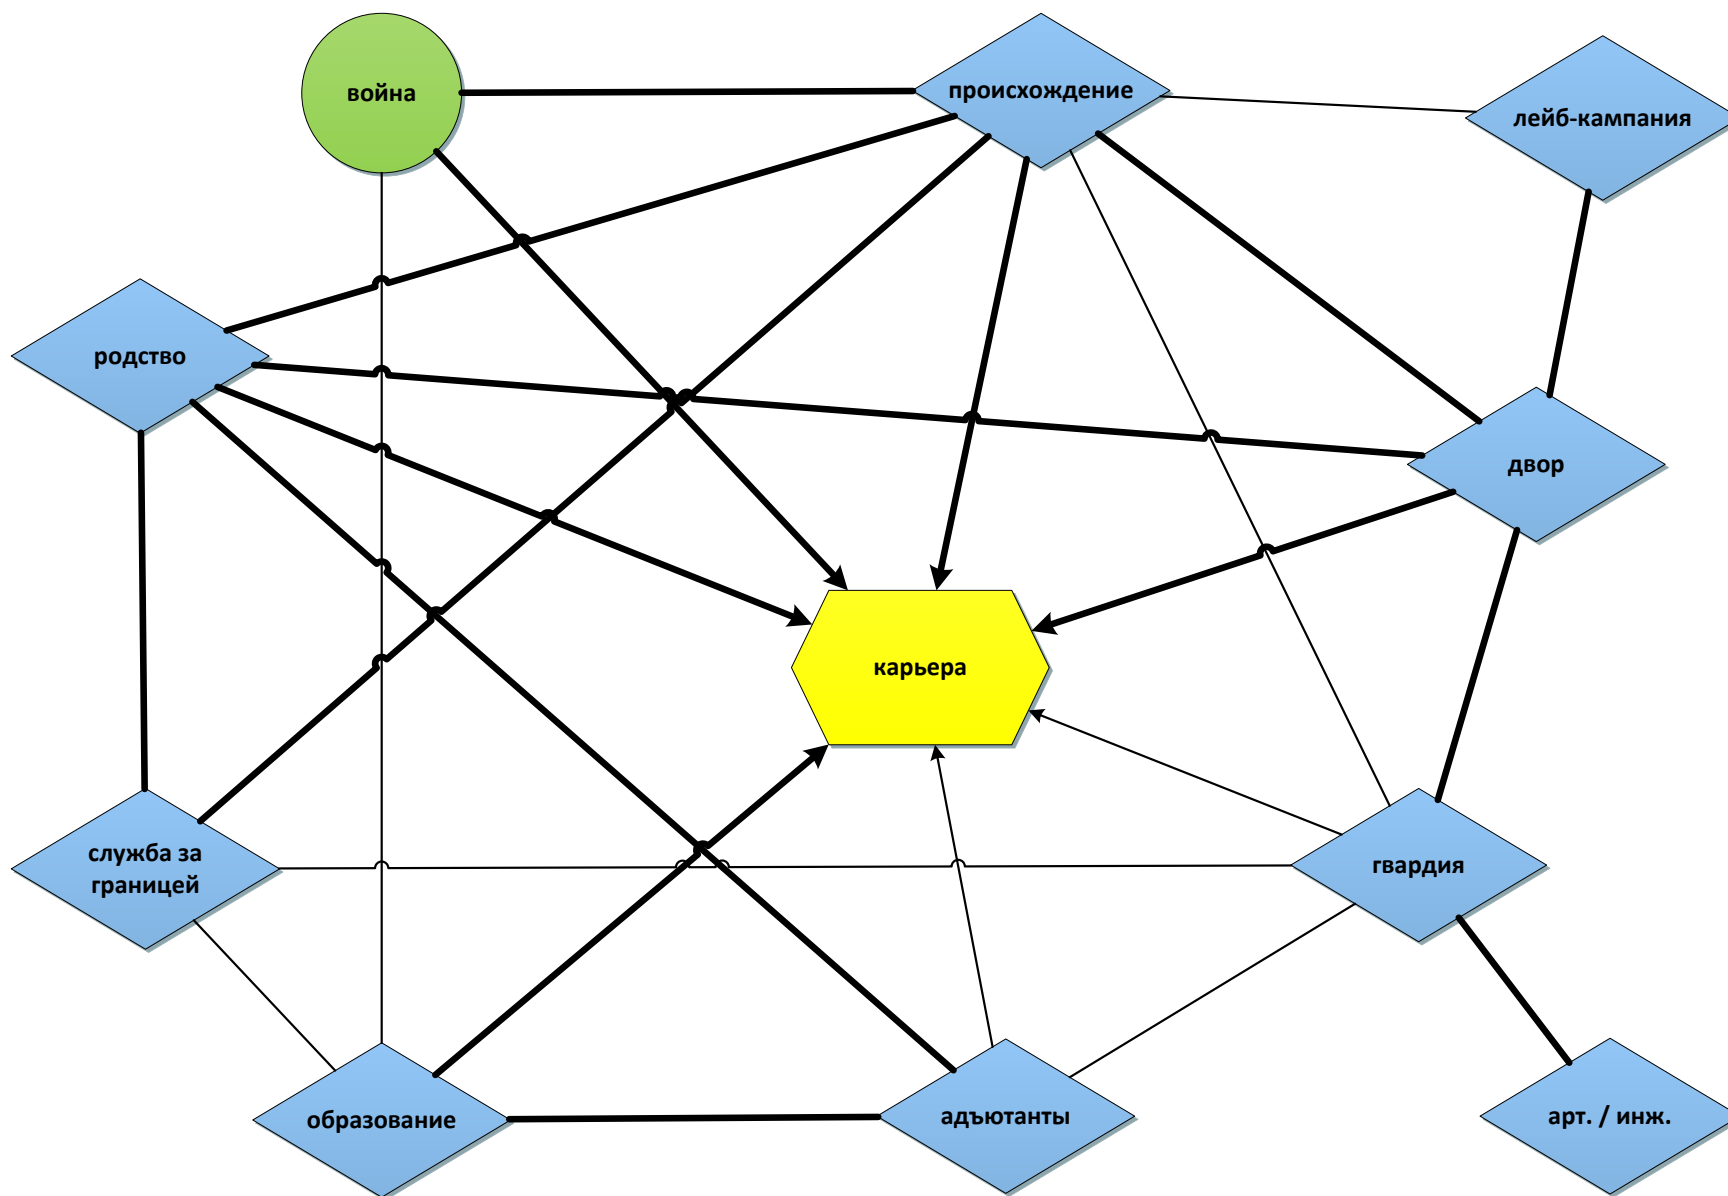 война
происхождение
лейб-кампания
родство
двор
карьера
служба за
границей
гвардия
образование
адъютанты
арт. / инж.